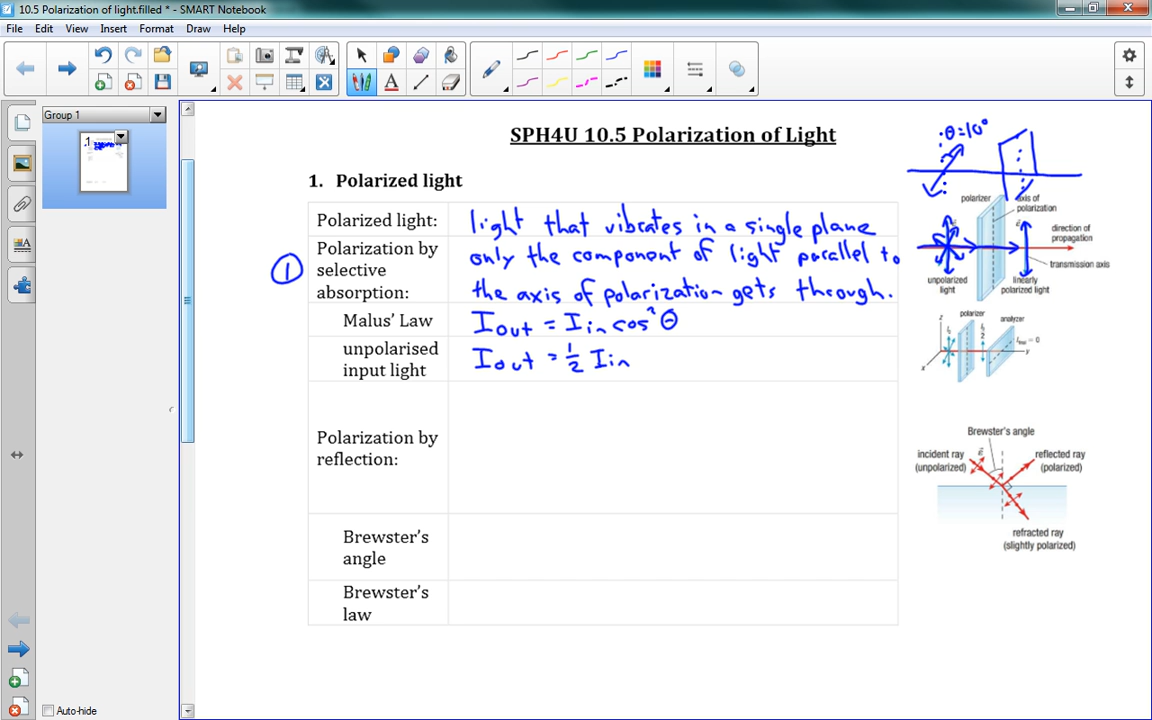 10.5 Polarization of light.filled * - SMART Notebook
File Edit View Insert Format Draw Help
Group 1
1
SPH4U 10.5 Polarization of Light
θ=10°
1. Polarized light
Polarized light:
light that vibrates in a single plane
Polarization by
selective
absorption:
①
only the component of light parallel to
the axis of polarization gets through.
Malus' Law
Iout = Iin cos²θ
unpolarised
input light
Iout = 1/2 Iin
Polarization by
reflection:
Brewster's
angle
Brewster's
law
polarizer
axis of
polarization
direction of
propagation
transmission axis
unpolarized
light
linearly
polarized light
polarizer
analyzer
z
y
x
Brewster's angle
incident ray
(unpolarized)
reflected ray
(polarized)
refracted ray
(slightly polarized)
Auto-hide